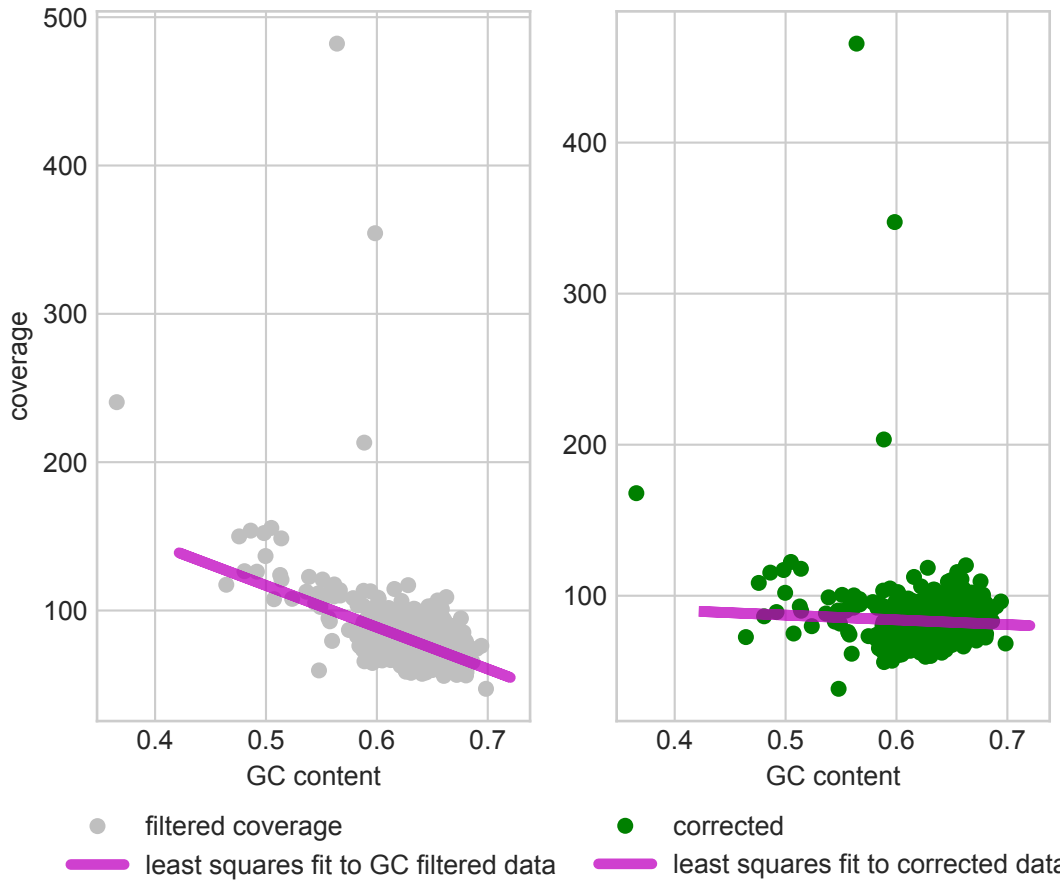 500
400
300
200
100
coverage
0.4 0.5 0.6 0.7
GC content
400
300
200
100
0.4 0.5 0.6 0.7
GC content
filtered coverage
least squares fit to GC filtered data
corrected
least squares fit to corrected data